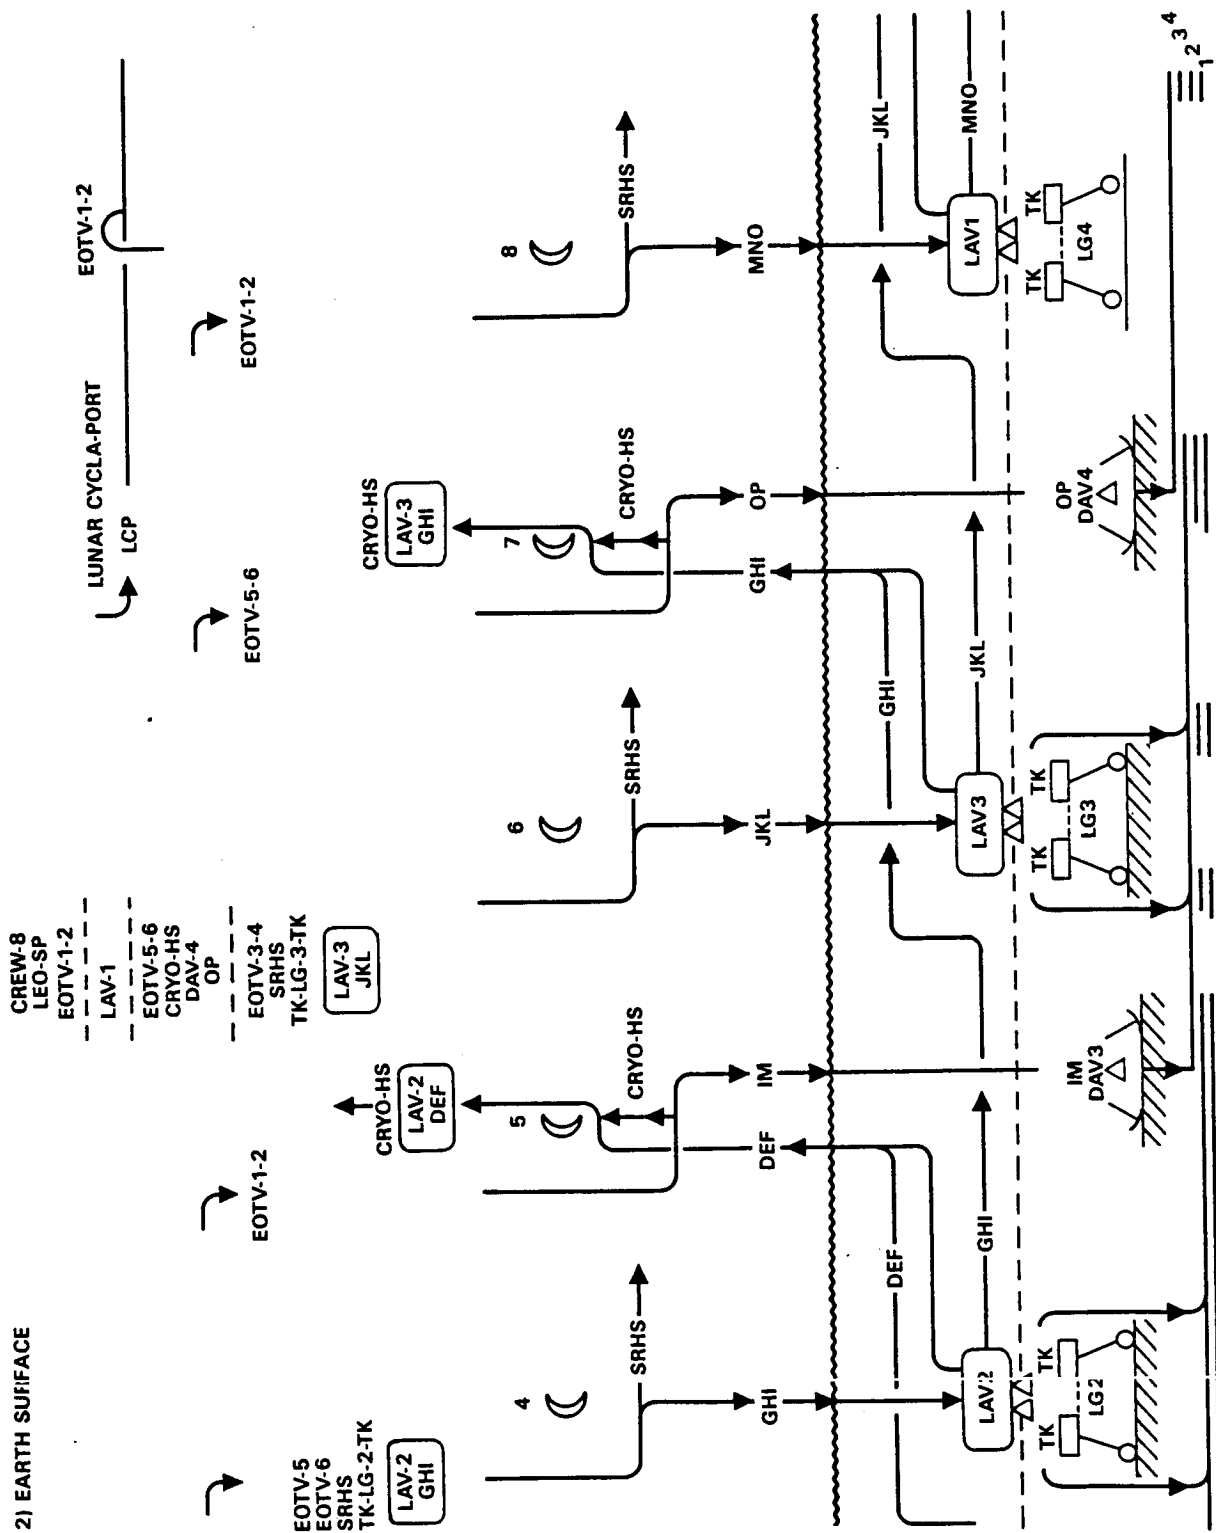 2) EARTH SURFACE
CREW-8
LEO-SP
EOTV-1-2
LAV-1
EOTV-5-6
CRYO-HS
DAV-4
OP
EOTV-3-4
SRHS
TK-LG-3-TK
LAV-3
JKL
LUNAR CYCLA-PORT
LCP
EOTV-1-2
EOTV-1-2
EOTV-5-6
EOTV-1-2
EOTV-5
EOTV-6
SRHS
TK-LG-2-TK
LAV-2
GHI
CRYO-HS
LAV-2
DEF
CRYO-HS
LAV-3
GHI
4
SRHS
5
CRYO-HS
6
SRHS
7
CRYO-HS
8
SRHS
GHI
DEF
IM
JKL
GHI
OP
MNO
DEF
GHI
JKL
LAV2
GHI
LAV3
JKL
LAV1
MNO
TK
TK
LG2
IM
DAV3
TK
TK
LG3
OP
DAV4
TK
TK
LG4
1 2 3 4